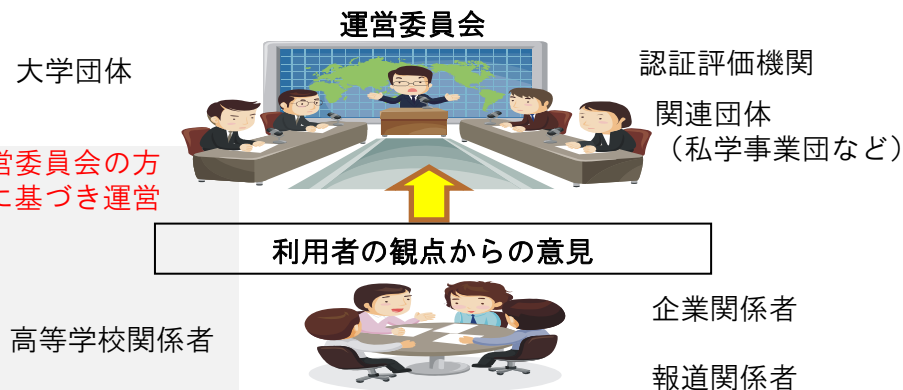 運営委員会
大学団体
認証評価機関
関連団体
（私学事業団など）
営委員会の方
に基づき運営
利用者の観点からの意見
高等学校関係者
企業関係者
報道関係者